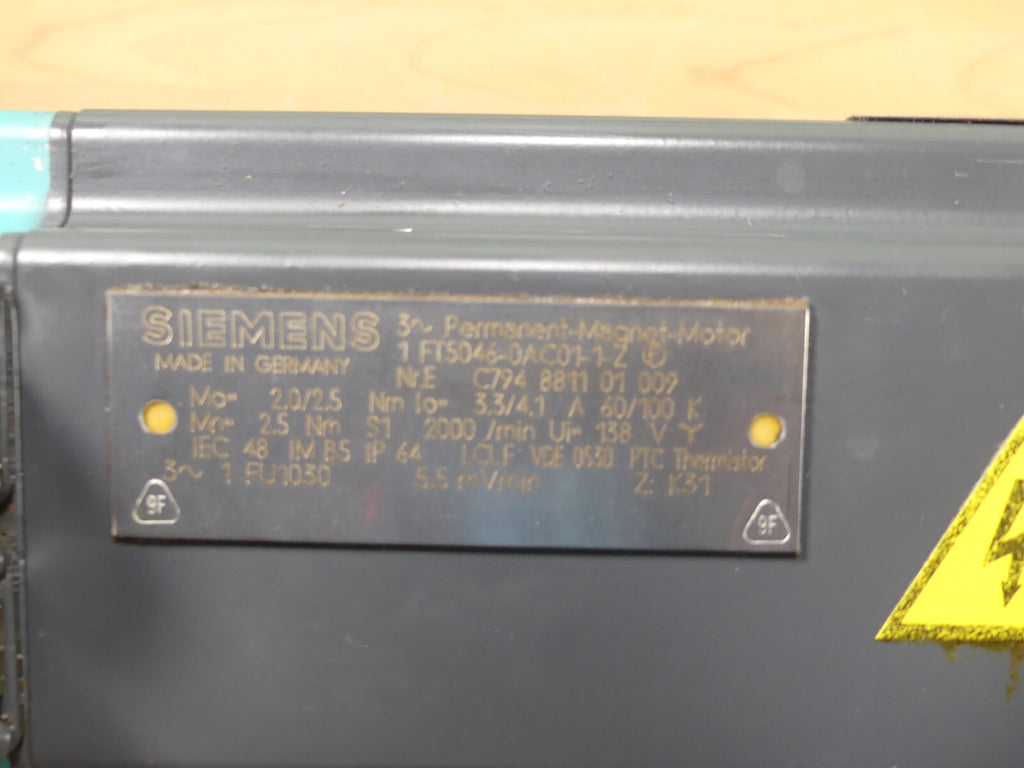 SIEMENS
MADE IN GERMANY
3~ Permanent-Magnet-Motor
1 FT5046-0AC01-1-Z
NrE C794 8811 01 009
Mo= 2.0/2.5 Nm Io= 3.3/4.1 A 60/100 K
Mn= 2.5 Nm S1 2000 /min Ui= 138 V Y
IEC 48 IM B5 IP 64 I.CL.F VDE 0530 PTC Thermistor
3~ 1 FU1030 5.5 mV/min Z: K31
9F 9F